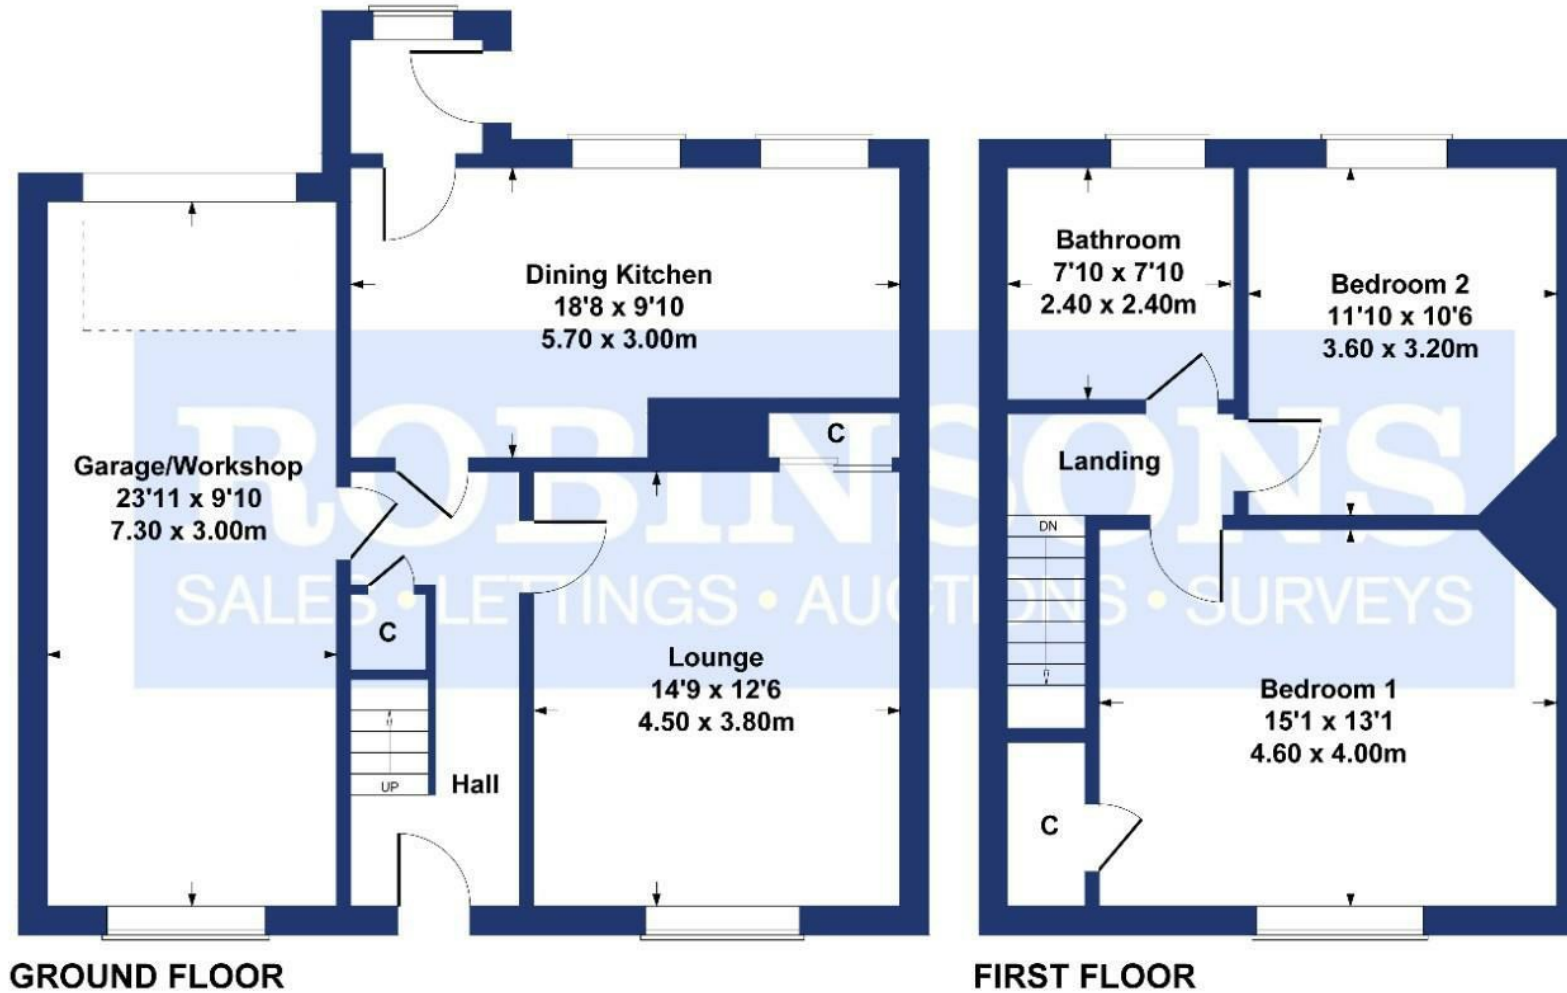 Dining Kitchen
18'8 x 9'10
5.70 x 3.00m
Garage/Workshop
23'11 x 9'10
7.30 x 3.00m
C
C
Lounge
14'9 x 12'6
4.50 x 3.80m
UP
Hall
GROUND FLOOR
Bathroom
7'10 x 7'10
2.40 x 2.40m
Bedroom 2
11'10 x 10'6
3.60 x 3.20m
Landing
DN
Bedroom 1
15'1 x 13'1
4.60 x 4.00m
C
FIRST FLOOR
ROBINSONS
SALES • LETTINGS • AUCTIONS • SURVEYS